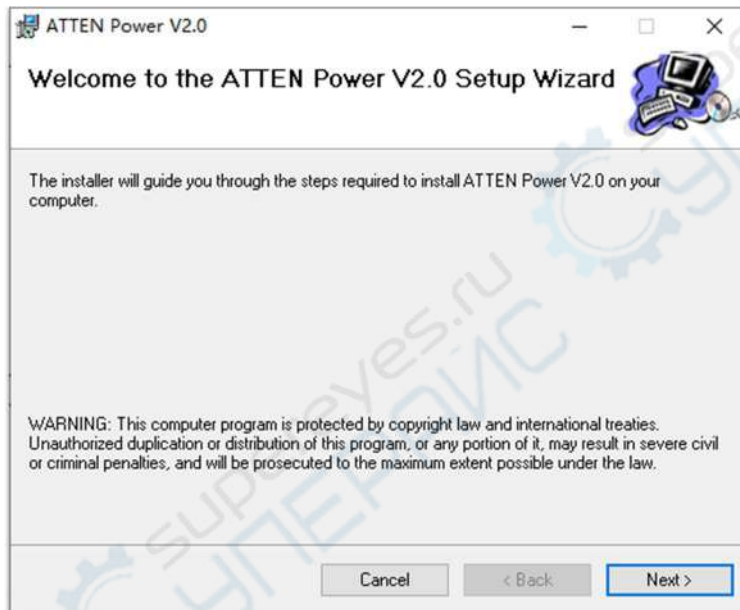 ATTEN Power V2.0
Welcome to the ATTEN Power V2.0 Setup Wizard
The installer will guide you through the steps required to install ATTEN Power V2.0 on your
computer.
supereyes.ru
СУПЕРАЙС
WARNING: This computer program is protected by copyright law and international treaties.
Unauthorized duplication or distribution of this program, or any portion of it, may result in severe civil
or criminal penalties, and will be prosecuted to the maximum extent possible under the law.
Cancel
< Back
Next >